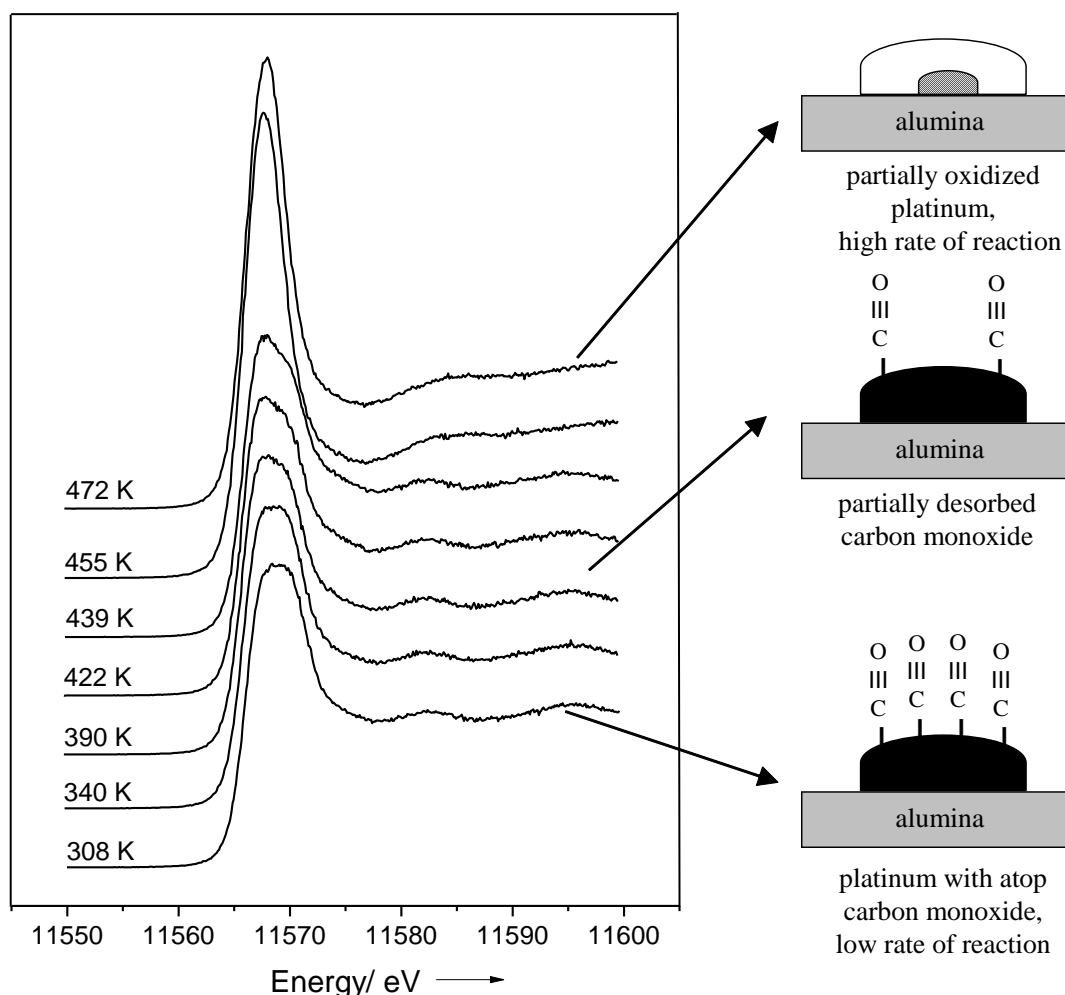 472 K
455 K
439 K
422 K
390 K
340 K
308 K
11550 11560 11570 11580 11590 11600
Energy/ eV
alumina
partially oxidized
platinum,
high rate of reaction
O O
III III
C C
alumina
partially desorbed
carbon monoxide
O O O O
III III III III
C C C C
alumina
platinum with atop
carbon monoxide,
low rate of reaction